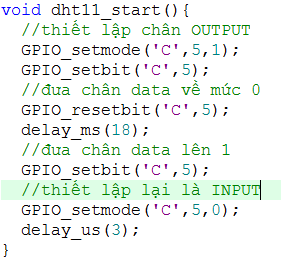 void dht11_start(){
//thiết lập chân OUTPUT
GPIO_setmode('C',5,1);
GPIO_setbit('C',5);
//đưa chân data về mức 0
GPIO_resetbit('C',5);
delay_ms(18);
//đưa chân data lên 1
GPIO_setbit('C',5);
//thiết lập lại là INPUT
GPIO_setmode('C',5,0);
delay_us(3);
}